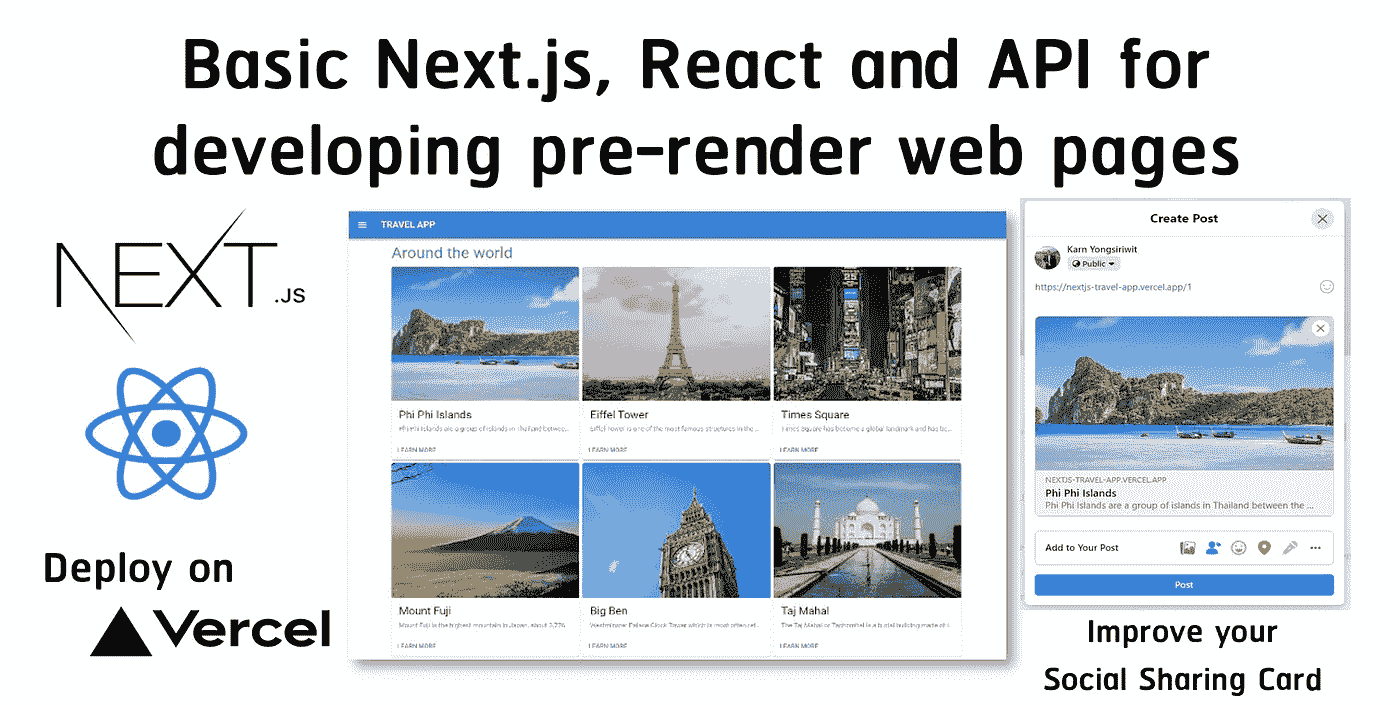 Basic Next.js, React and API for
developing pre-render web pages
NEXT.JS
Deploy on
Vercel
TRAVEL APP
Around the world
Phi Phi Islands
Phi Phi Islands are a group of islands in Thailand betwee...
LEARN MORE
Eiffel Tower
Eiffel Tower is one of the most famous structures in the ...
LEARN MORE
Times Square
Times Square has become a global landmark and has be...
LEARN MORE
Mount Fuji
Mount Fuji is the highest mountain in Japan, about 3,776
LEARN MORE
Big Ben
Westminster Palace Clock Tower which is most often ref...
LEARN MORE
Taj Mahal
The Taj Mahal or Tachomhal is a burial building made of i
LEARN MORE
Create Post
Karn Yongsiriwit
Public
https://nextjs-travel-app.vercel.app/1
NEXTJS-TRAVEL-APP.VERCEL.APP
Phi Phi Islands
Phi Phi Islands are a group of islands in Thailand between the ...
Add to Your Post
Post
Improve your
Social Sharing Card